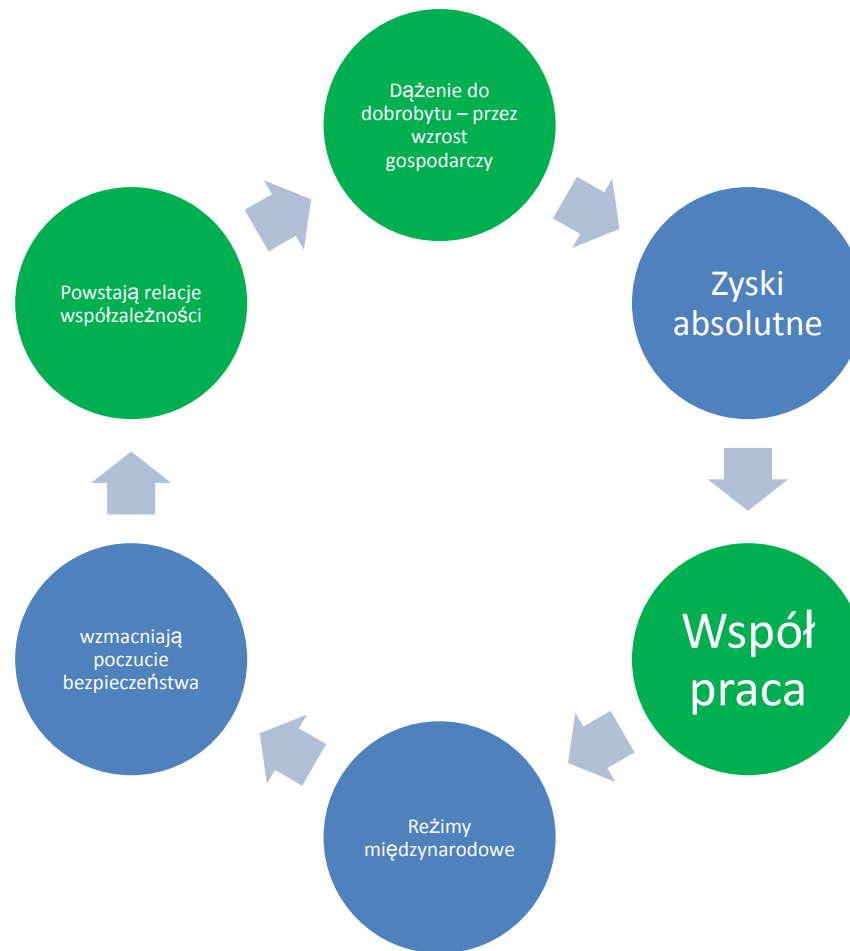 Dążenie do
dobrobytu – przez
wzrost
gospodarczy
Zyski
absolutne
Współ
praca
Reżimy
międzynarodowe
wzmacniają
poczucie
bezpieczeństwa
Powstają relacje
współzależności